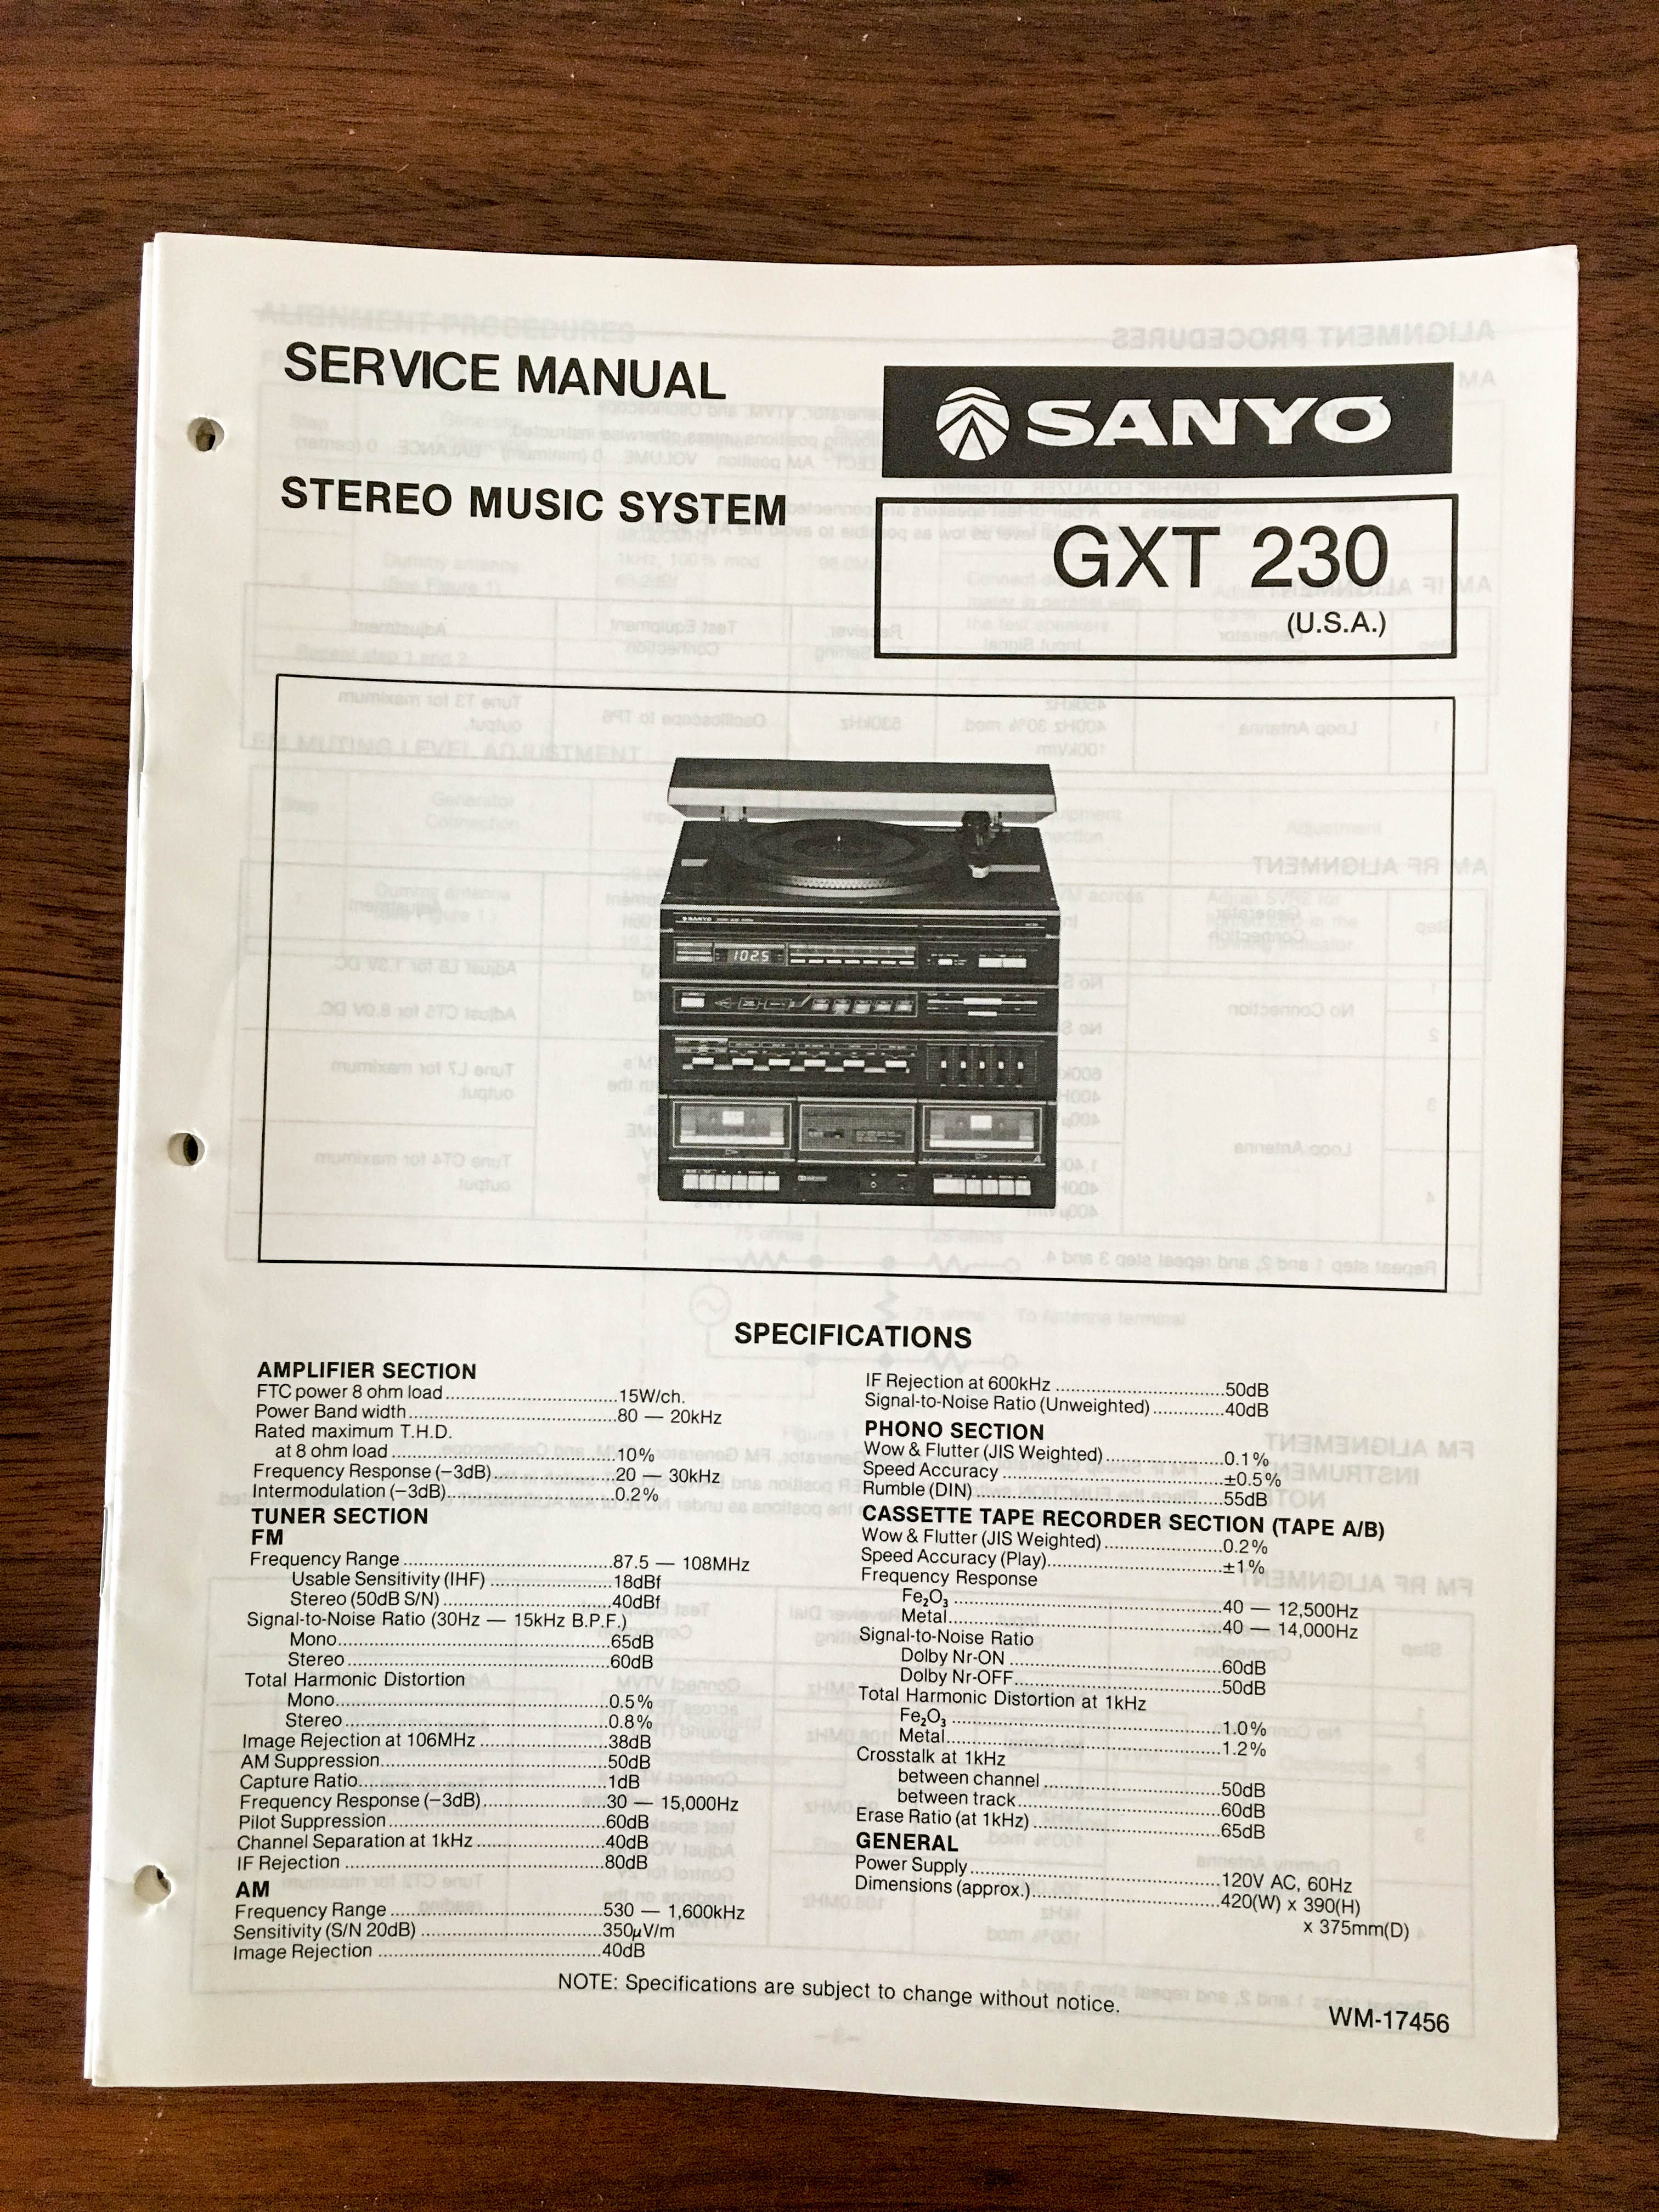 SERVICE MANUAL
SANYO
STEREO MUSIC SYSTEM
GXT 230
(U.S.A.)
SANYO
102.5
SPECIFICATIONS
AMPLIFIER SECTION
FTC power 8 ohm load ..............................15W/ch.
Power Band width....................................80 — 20kHz
Rated maximum T.H.D.
at 8 ohm load .......................................10%
Frequency Response (−3dB).....................20 — 30kHz
Intermodulation (−3dB).............................0.2%
TUNER SECTION
FM
Frequency Range ....................................87.5 — 108MHz
Usable Sensitivity (IHF) .....................18dBf
Stereo (50dB S/N) .............................40dBf
Signal-to-Noise Ratio (30Hz — 15kHz B.P.F.)
Mono...............................................65dB
Stereo .............................................60dB
Total Harmonic Distortion
Mono...............................................0.5%
Stereo .............................................0.8%
Image Rejection at 106MHz ......................38dB
AM Suppression.......................................50dB
Capture Ratio...........................................1dB
Frequency Response (−3dB).....................30 — 15,000Hz
Pilot Suppression......................................60dB
Channel Separation at 1kHz ......................40dB
IF Rejection .............................................80dB
AM
Frequency Range ....................................530 — 1,600kHz
Sensitivity (S/N 20dB) ..............................350μV/m
Image Rejection .......................................40dB
IF Rejection at 600kHz .............................50dB
Signal-to-Noise Ratio (Unweighted) ............40dB
PHONO SECTION
Wow & Flutter (JIS Weighted)....................0.1%
Speed Accuracy ......................................±0.5%
Rumble (DIN)..........................................55dB
CASSETTE TAPE RECORDER SECTION (TAPE A/B)
Wow & Flutter (JIS Weighted)....................0.2%
Speed Accuracy (Play).............................±1%
Frequency Response
Fe₂O₃ .............................................40 — 12,500Hz
Metal..............................................40 — 14,000Hz
Signal-to-Noise Ratio
Dolby Nr-ON ....................................60dB
Dolby Nr-OFF...................................50dB
Total Harmonic Distortion at 1kHz
Fe₂O₃ .............................................1.0%
Metal..............................................1.2%
Crosstalk at 1kHz
between channel ..............................50dB
between track...................................60dB
Erase Ratio (at 1kHz) ...............................65dB
GENERAL
Power Supply..........................................120V AC, 60Hz
Dimensions (approx.)...............................420(W) x 390(H)
x 375mm(D)
NOTE: Specifications are subject to change without notice.
WM-17456